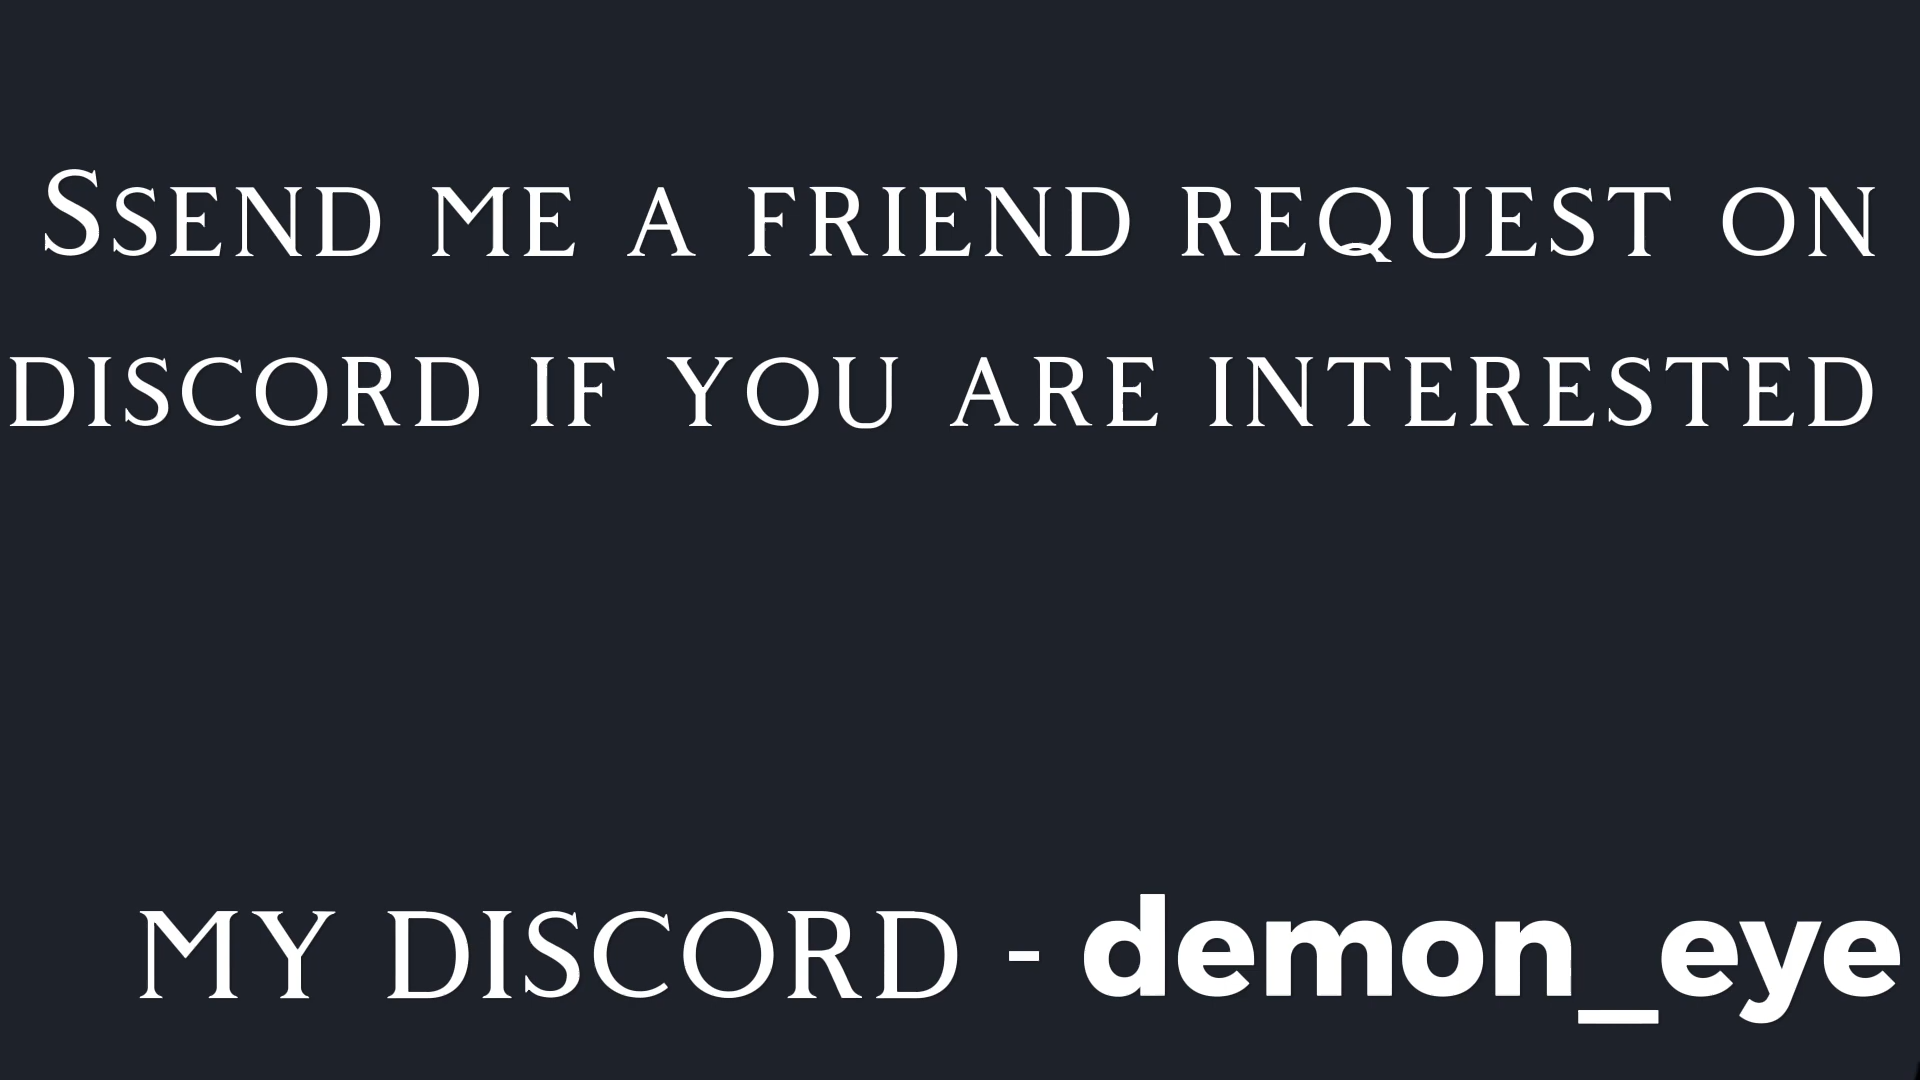 Ssend me a friend request on
discord if you are interested
MY DISCORD - demon_eye